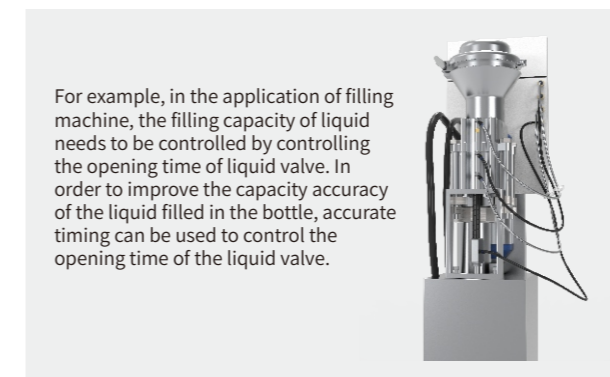 For example, in the application of filling
machine, the filling capacity of liquid
needs to be controlled by controlling
the opening time of liquid valve. In
order to improve the capacity accuracy
of the liquid filled in the bottle, accurate
timing can be used to control the
opening time of the liquid valve.